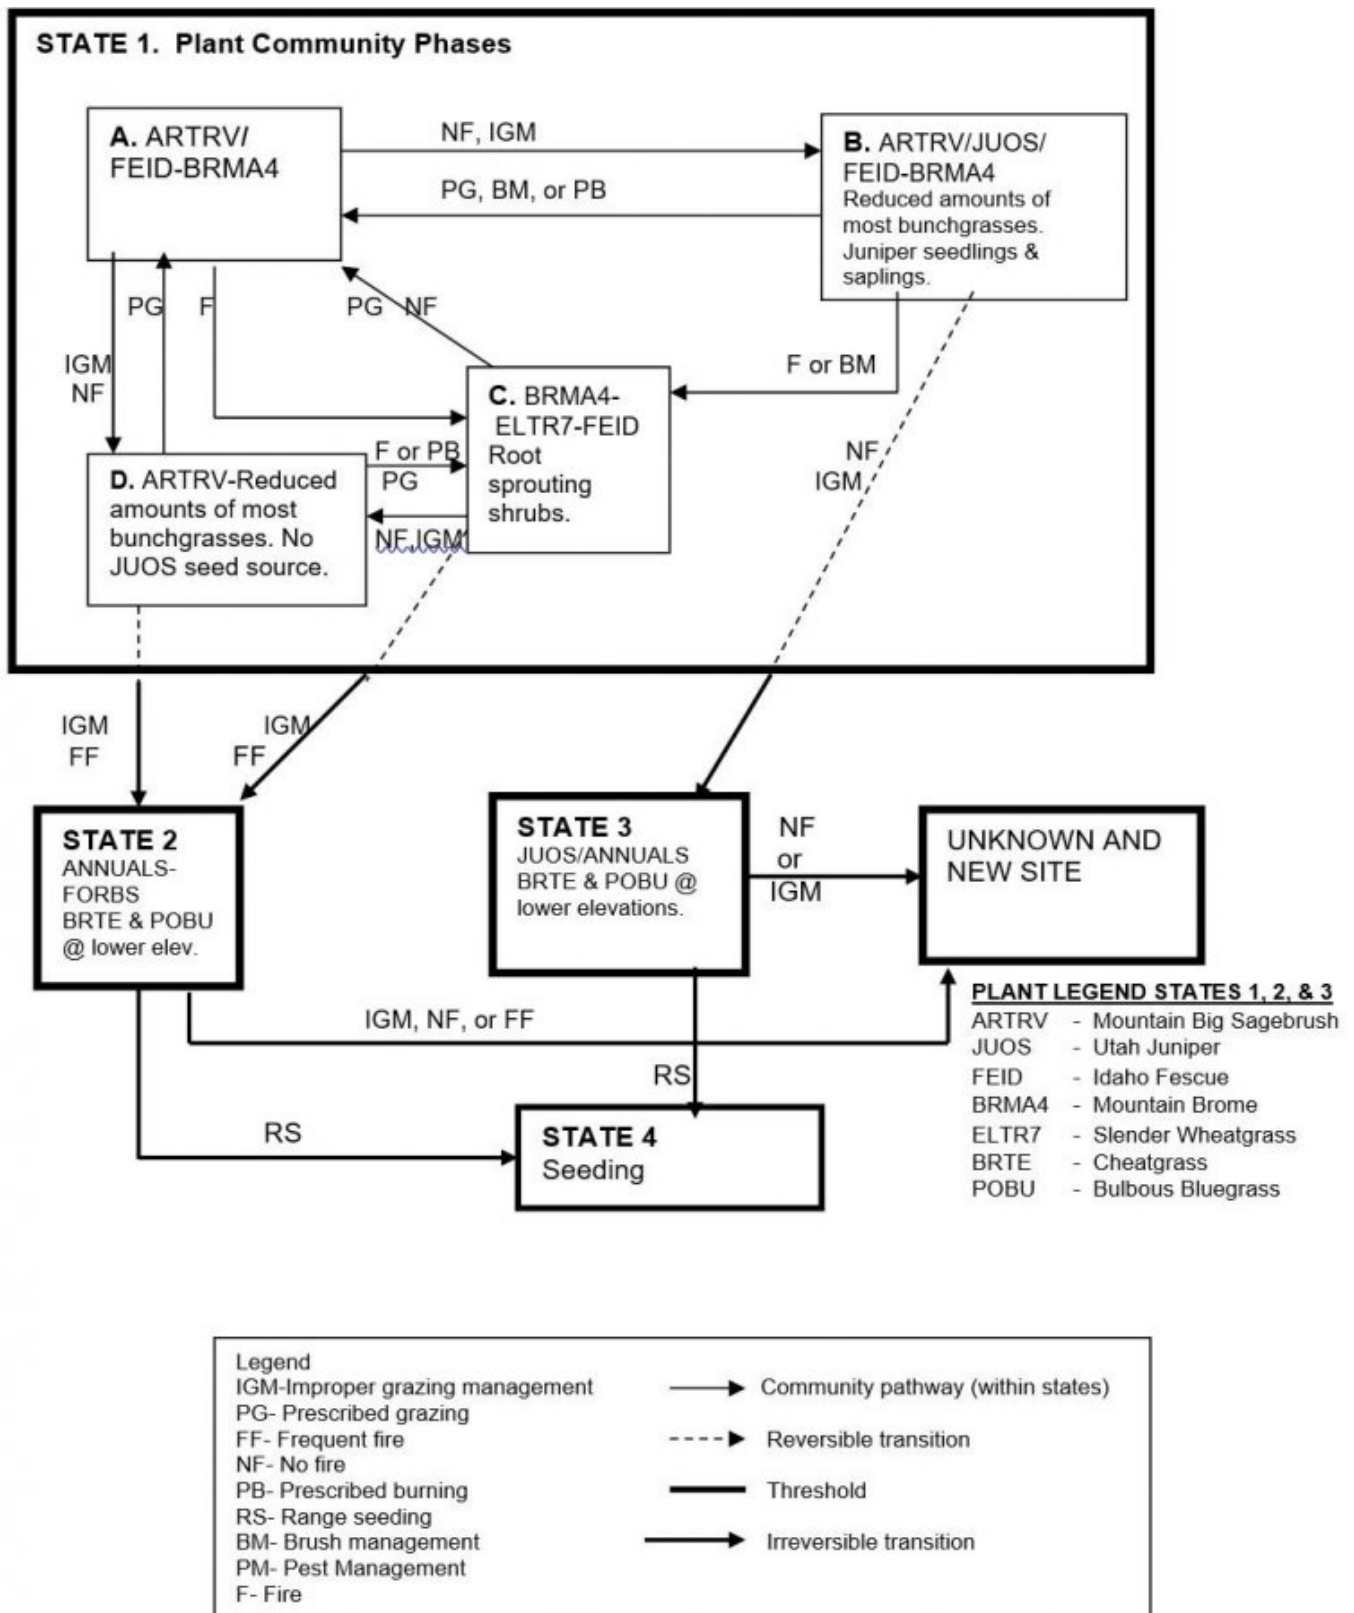 STATE 1. Plant Community Phases
A. ARTRV/
FEID-BRMA4
NF, IGM
PG, BM, or PB
B. ARTRV/JUOS/
FEID-BRMA4
Reduced amounts of
most bunchgrasses.
Juniper seedlings &
saplings.
PG
F
PG NF
IGM
NF
F or BM
C. BRMA4-
ELTR7-FEID
Root
sprouting
shrubs.
F or PB
PG
NF,IGM
D. ARTRV-Reduced
amounts of most
bunchgrasses. No
JUOS seed source.
NF
IGM
IGM
FF
IGM
FF
STATE 2
ANNUALS-
FORBS
BRTE & POBU
@ lower elev.
STATE 3
JUOS/ANNUALS
BRTE & POBU @
lower elevations.
NF
or
IGM
UNKNOWN AND
NEW SITE
IGM, NF, or FF
RS
RS
STATE 4
Seeding
PLANT LEGEND STATES 1, 2, & 3
ARTRV - Mountain Big Sagebrush
JUOS - Utah Juniper
FEID - Idaho Fescue
BRMA4 - Mountain Brome
ELTR7 - Slender Wheatgrass
BRTE - Cheatgrass
POBU - Bulbous Bluegrass
Legend
IGM-Improper grazing management
PG- Prescribed grazing
FF- Frequent fire
NF- No fire
PB- Prescribed burning
RS- Range seeding
BM- Brush management
PM- Pest Management
F- Fire
Community pathway (within states)
Reversible transition
Threshold
Irreversible transition